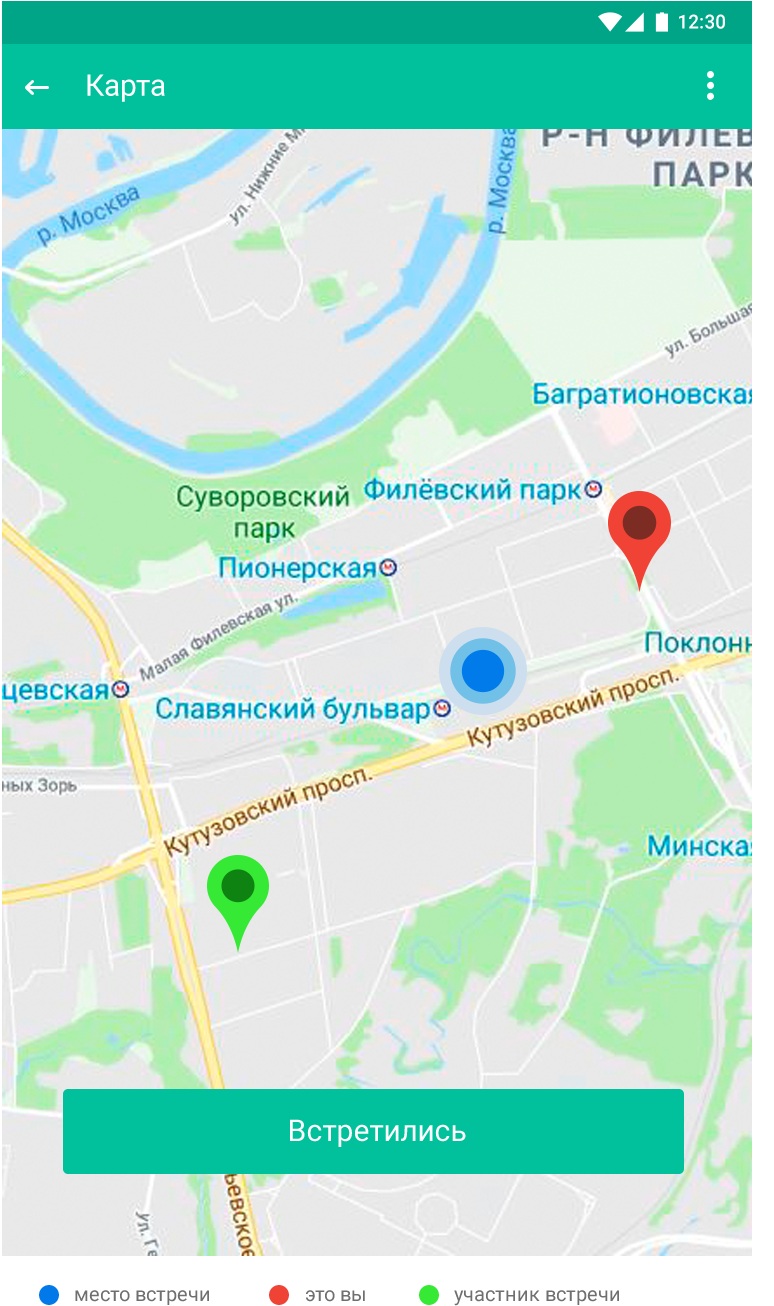 12:30
Карта
р. Москва
ул. Нижние М
р. Москва
Р-Н ФИЛЕВ
ПАРК
ул. Большая
Багратионовская
Суворовский
парк
Филёвский парк
Пионерская
Малая Филевская ул.
цевская
Славянский бульвар
Поклонн
Кутузовский просп.
Кутузовский просп.
ных Зорь
Минская
Встретились
ьевское
ул. Ге
место встречи
это вы
участник встречи